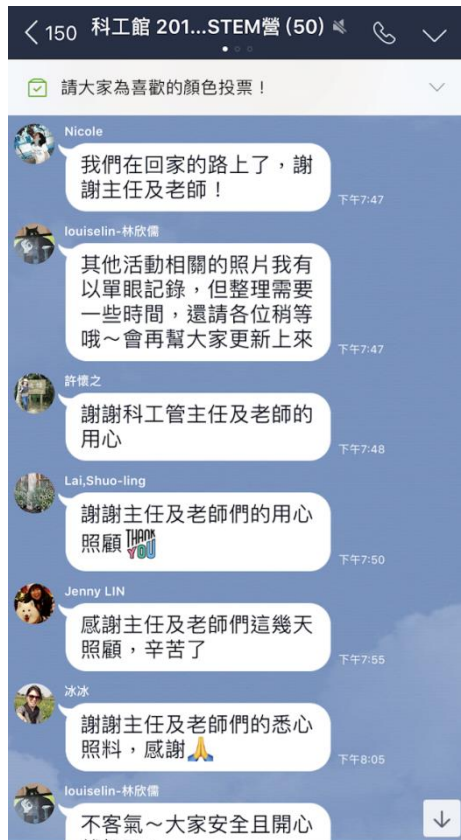 150 科工館 201...STEM營 (50)
請大家為喜歡的顏色投票！
Nicole
我們在回家的路上了，謝
謝主任及老師！
下午7:47
louiselin-林欣儒
其他活動相關的照片我有
以單眼記錄，但整理需要
一些時間，還請各位稍等
哦～會再幫大家更新上來
下午7:47
許懷之
謝謝科工管主任及老師的
用心
下午7:48
Lai,Shuo-ling
謝謝主任及老師們的用心
照顧 THANK YOU
下午7:50
Jenny LIN
感謝主任及老師們這幾天
照顧，辛苦了
下午7:55
冰冰
謝謝主任及老師們的悉心
照料，感謝🙏
下午8:05
louiselin-林欣儒
不客氣～大家安全且開心